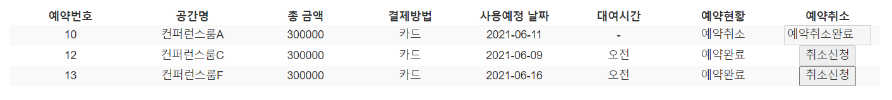 예약번호 공간명 총 금액 결제방법 사용예정 날짜 대여시간 예약현황 예약취소
10 컨퍼런스룸A 300000 카드 2021-06-11 - 예약취소 예약취소완료
12 컨퍼런스룸C 300000 카드 2021-06-09 오전 예약완료 취소신청
13 컨퍼런스룸F 300000 카드 2021-06-16 오전 예약완료 취소신청